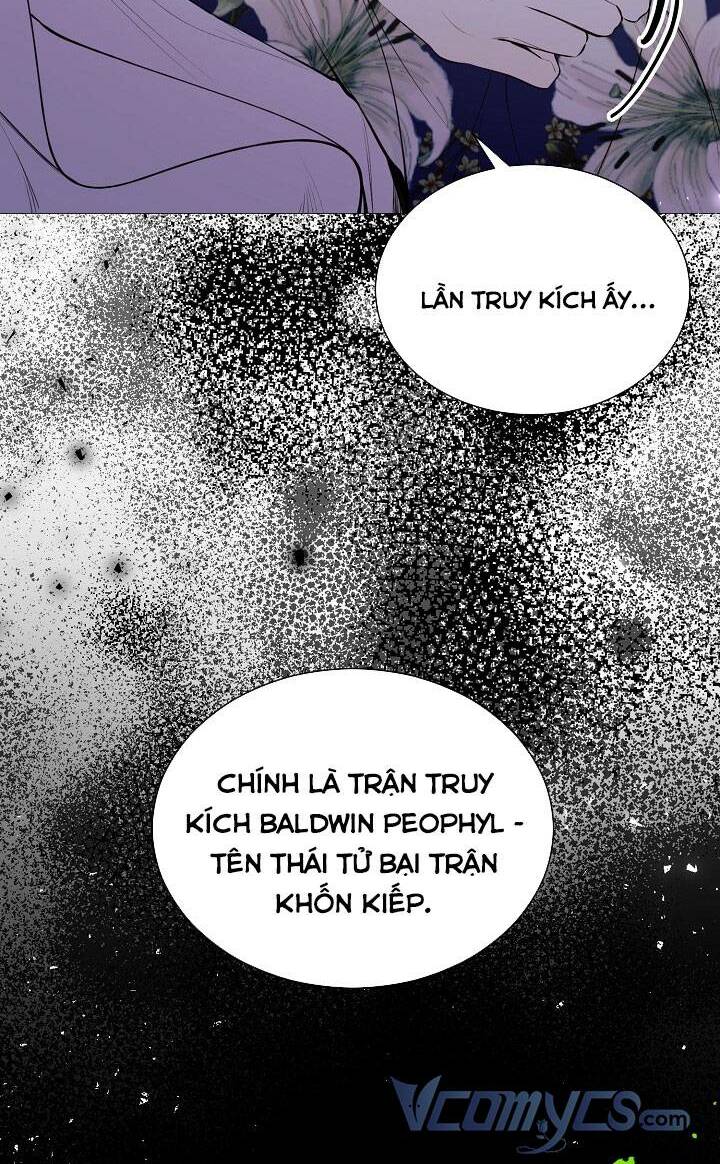 LẦN TRUY KÍCH ẤY...
CHÍNH LÀ TRẬN TRUY
KÍCH BALDWIN PEOPHYL -
TÊN THÁI TỬ BẠI TRẬN
KHỐN KIẾP.
VCOMYCS.com